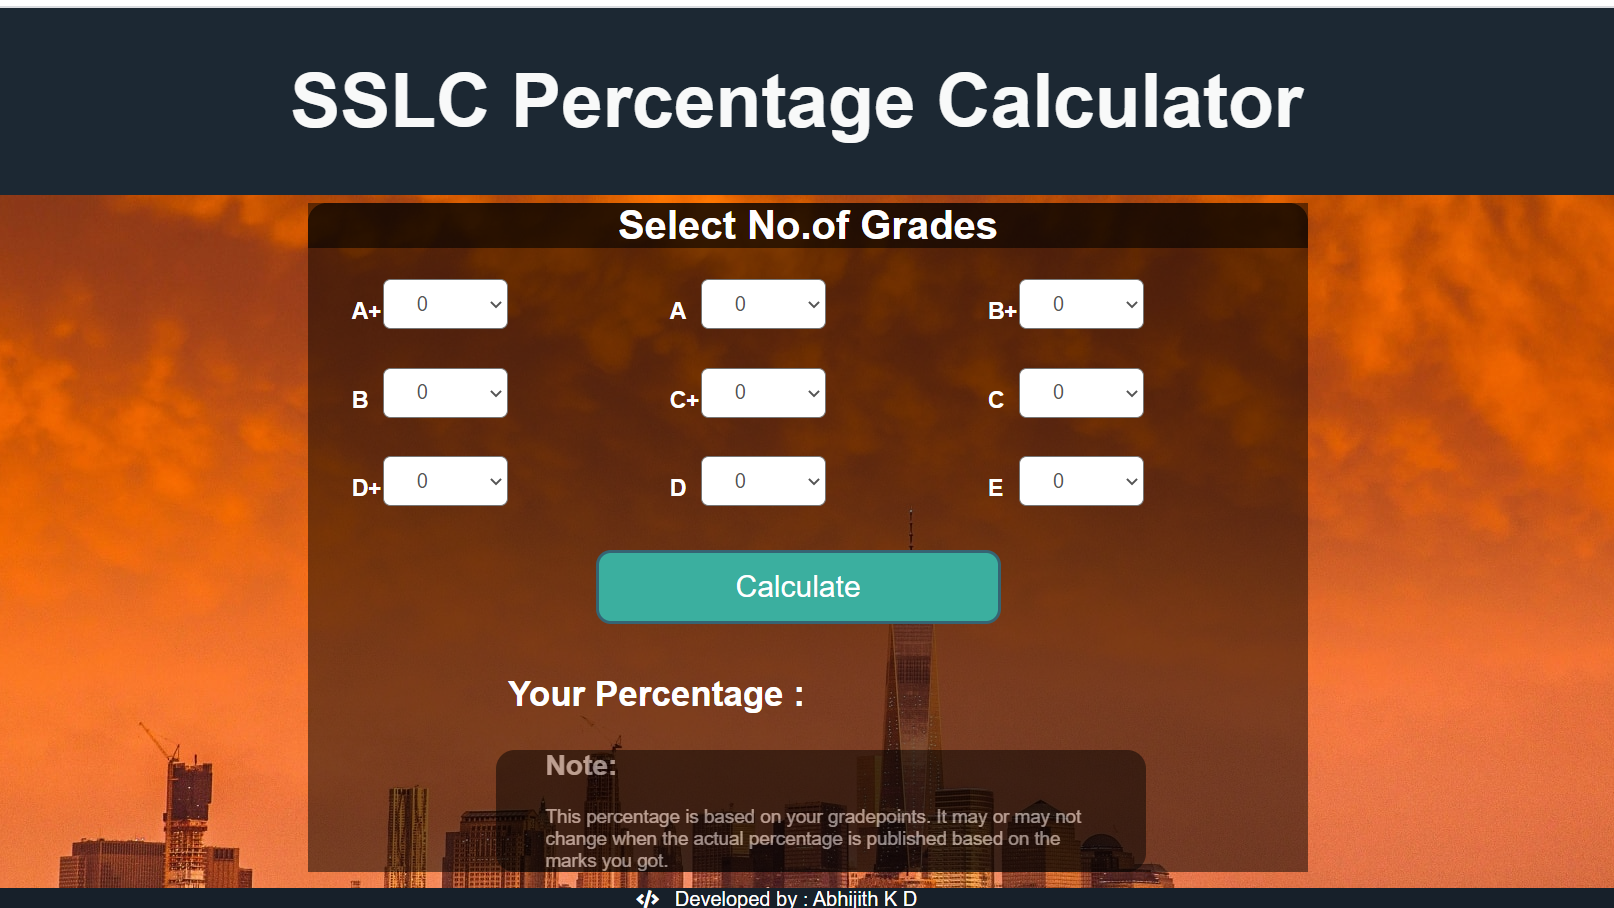 SSLC Percentage Calculator
Select No.of Grades
A+ 0 A 0 B+ 0
B 0 C+ 0 C 0
D+ 0 D 0 E 0
Calculate
Your Percentage :
Note:
This percentage is based on your gradepoints. It may or may not
change when the actual percentage is published based on the
marks you got.
</> Developed by : Abhijith K D